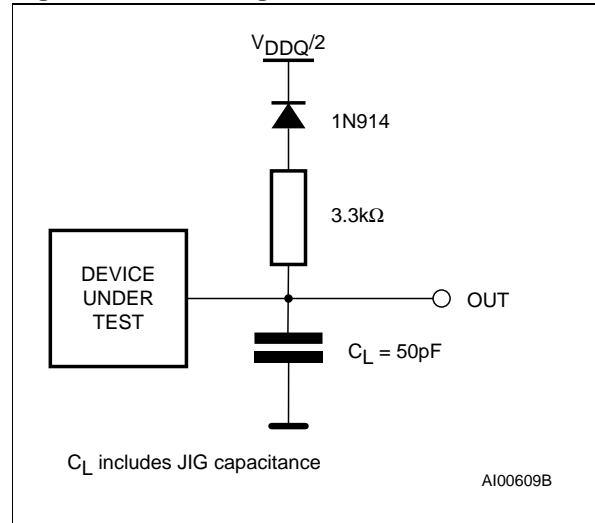 VDDQ/2
1N914
3.3kΩ
DEVICE
UNDER
TEST
OUT
CL = 50pF
CL includes JIG capacitance
AI00609B